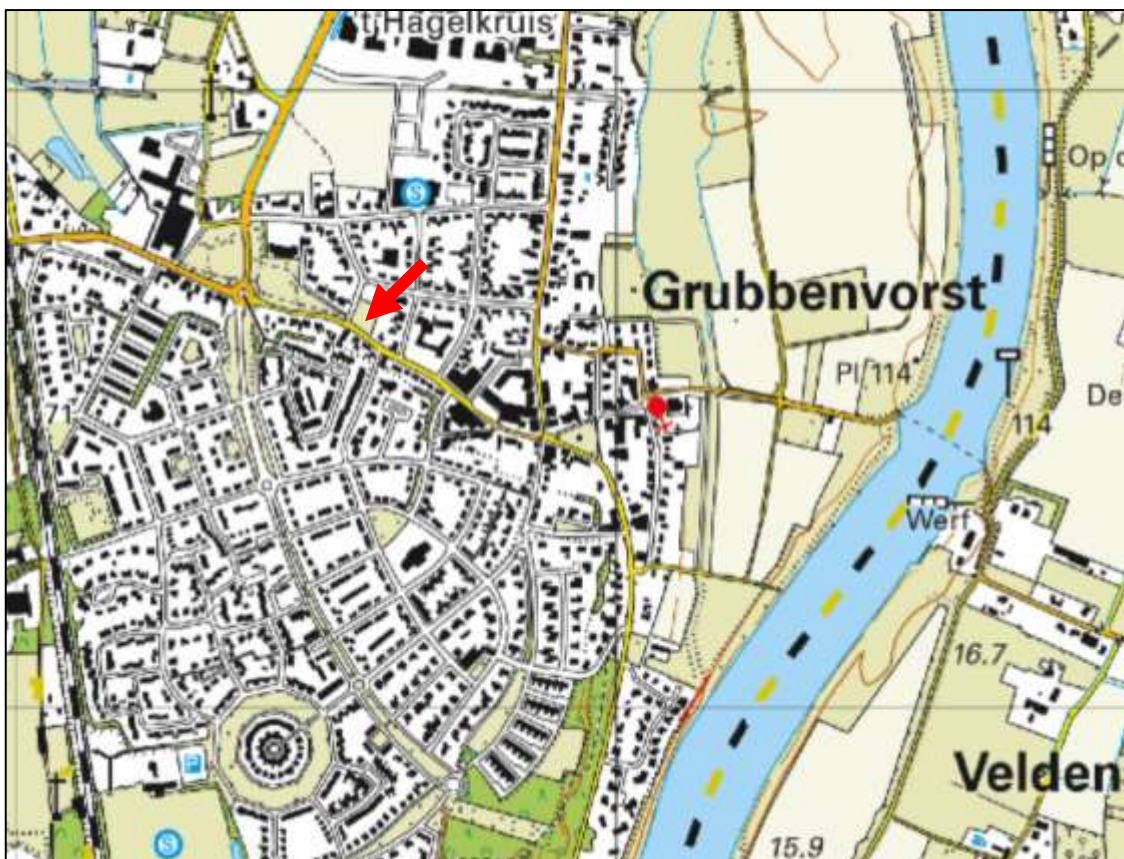 't Hagelkruis
S
Op d
Grubbenvorst
Pl 114
De
71
114
Werf
16.7
P
Velden
S
15.9